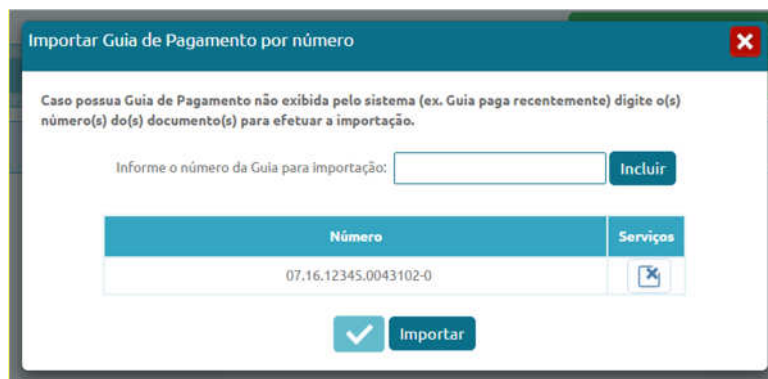 Importar Guia de Pagamento por número
Caso possua Guia de Pagamento não exibida pelo sistema (ex. Guia paga recentemente) digite o(s)
número(s) do(s) documento(s) para efetuar a importação.
Informe o número da Guia para importação:
Incluir
Número Serviços
07.16.12345.0043102-0
Importar